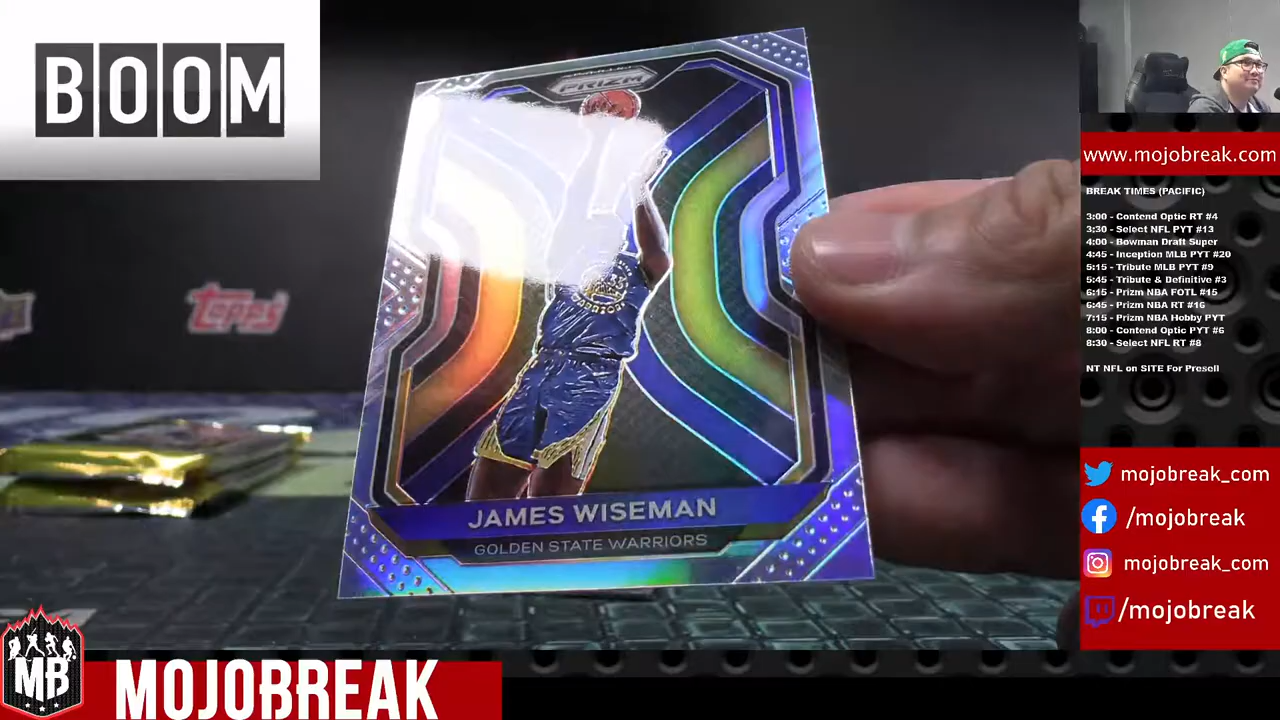 BOOM
PRIZM
WARRIORS
JAMES WISEMAN
GOLDEN STATE WARRIORS
TOPPS
MB
MOJOBREAK
www.mojobreak.com
BREAK TIMES (PACIFIC)
3:00 - Contend Optic RT #4
3:30 - Select NFL PYT #13
4:00 - Bowman Draft Super
4:45 - Inception MLB PYT #20
5:15 - Tribute MLB PYT #9
5:45 - Tribute & Definitive #3
6:15 - Prizm NBA FOTL #15
6:45 - Prizm NBA RT #16
7:15 - Prizm NBA Hobby PYT
8:00 - Contend Optic PYT #6
8:30 - Select NFL RT #8
NT NFL on SITE For Presell
mojobreak_com
/mojobreak
mojobreak_com
/mojobreak